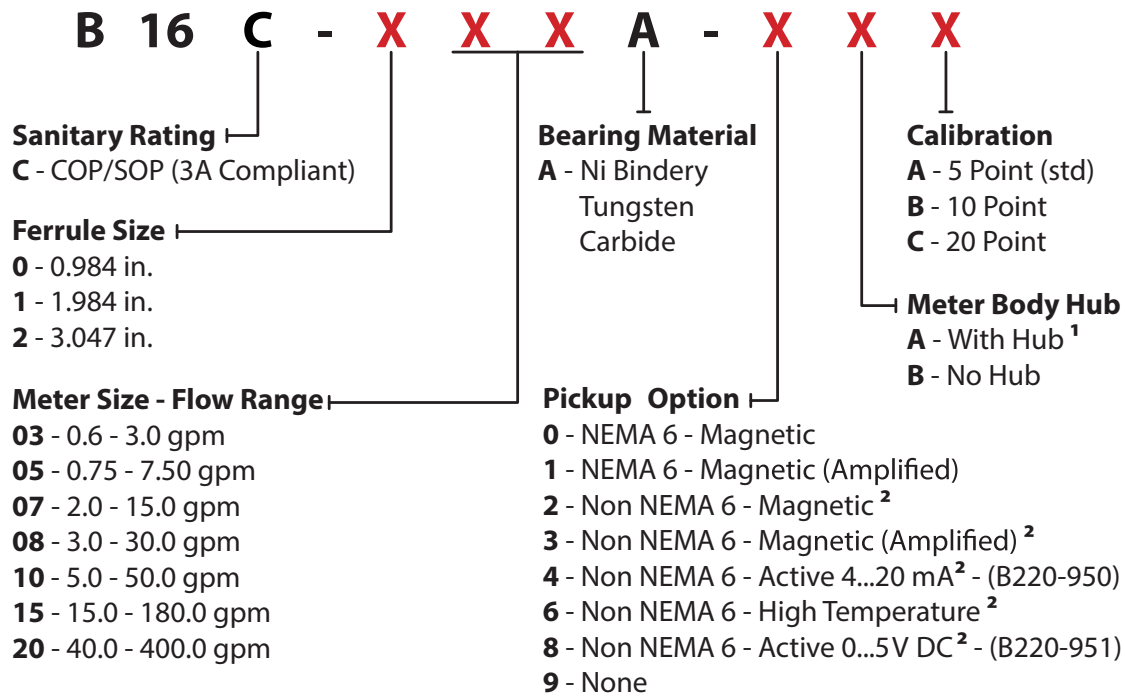 B 16 C - X X X A - X X X
Sanitary Rating
C - COP/SOP (3A Compliant)
Ferrule Size
0 - 0.984 in.
1 - 1.984 in.
2 - 3.047 in.
Meter Size - Flow Range
03 - 0.6 - 3.0 gpm
05 - 0.75 - 7.50 gpm
07 - 2.0 - 15.0 gpm
08 - 3.0 - 30.0 gpm
10 - 5.0 - 50.0 gpm
15 - 15.0 - 180.0 gpm
20 - 40.0 - 400.0 gpm
Bearing Material
A - Ni Bindery
Tungsten
Carbide
Pickup Option
0 - NEMA 6 - Magnetic
1 - NEMA 6 - Magnetic (Amplified)
2 - Non NEMA 6 - Magnetic ²
3 - Non NEMA 6 - Magnetic (Amplified) ²
4 - Non NEMA 6 - Active 4...20 mA² - (B220-950)
6 - Non NEMA 6 - High Temperature ²
8 - Non NEMA 6 - Active 0...5V DC² - (B220-951)
9 - None
Calibration
A - 5 Point (std)
B - 10 Point
C - 20 Point
Meter Body Hub
A - With Hub ¹
B - No Hub